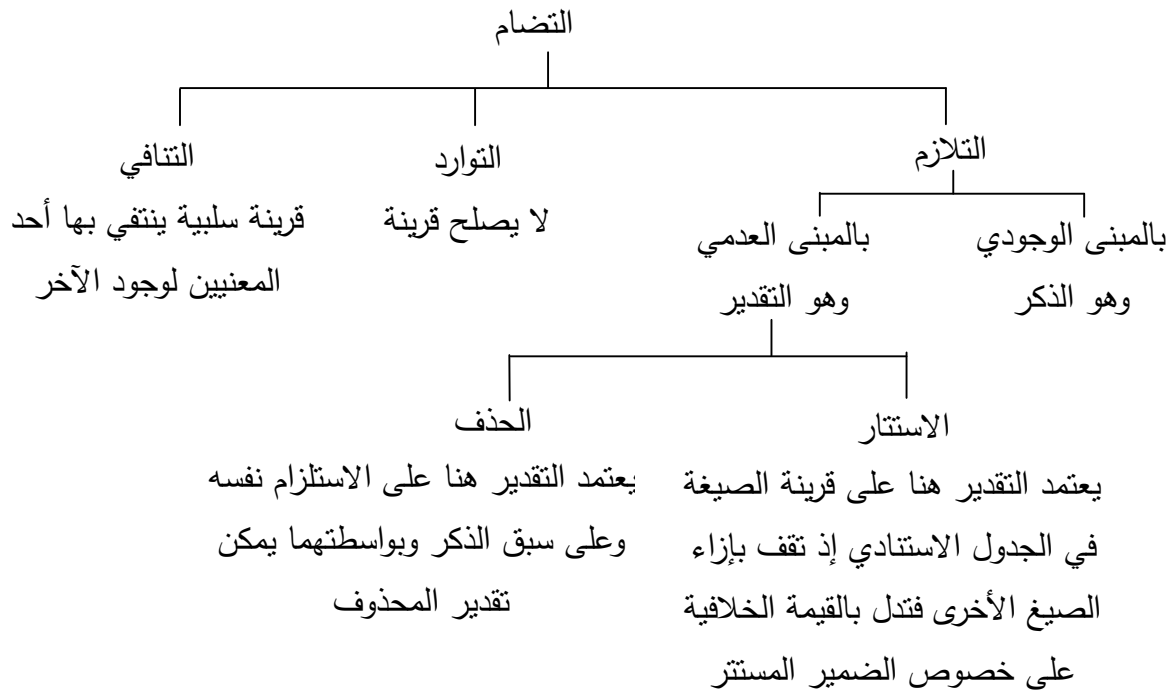 التضام
التلازم
التوارد
التنافي
لا يصلح قرينة
قرينة سلبية ينتفي بها أحد
المعنيين لوجود الآخر
بالمبنى الوجودي
وهو الذكر
بالمبنى العدمي
وهو التقدير
الاستتار
يعتمد التقدير هنا على قرينة الصيغة
في الجدول الاستنادي إذ تقف بإزاء
الصيغ الأخرى فتدل بالقيمة الخلافية
على خصوص الضمير المستتر
الحذف
يعتمد التقدير هنا على الاستلزام نفسه
وعلى سبق الذكر وبواسطتهما يمكن
تقدير المحذوف